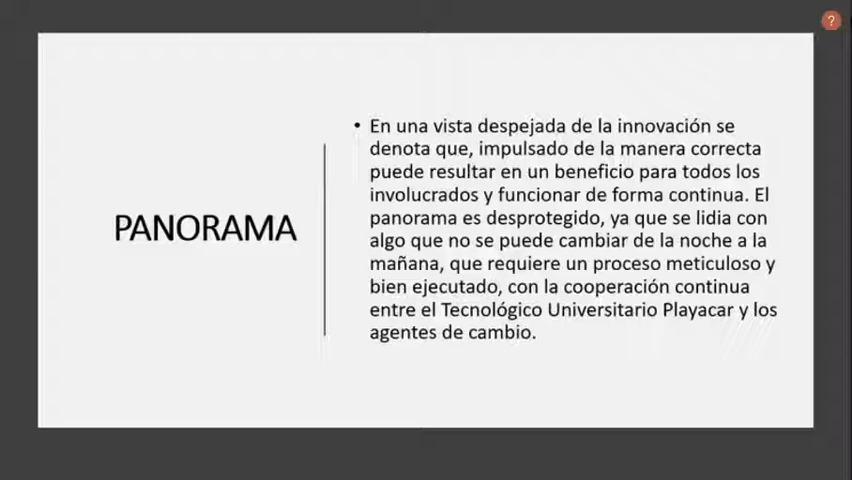 PANORAMA
• En una vista despejada de la innovación se
denota que, impulsado de la manera correcta
puede resultar en un beneficio para todos los
involucrados y funcionar de forma continua. El
panorama es desprotegido, ya que se lidia con
algo que no se puede cambiar de la noche a la
mañana, que requiere un proceso meticuloso y
bien ejecutado, con la cooperación continua
entre el Tecnológico Universitario Playacar y los
agentes de cambio.
?